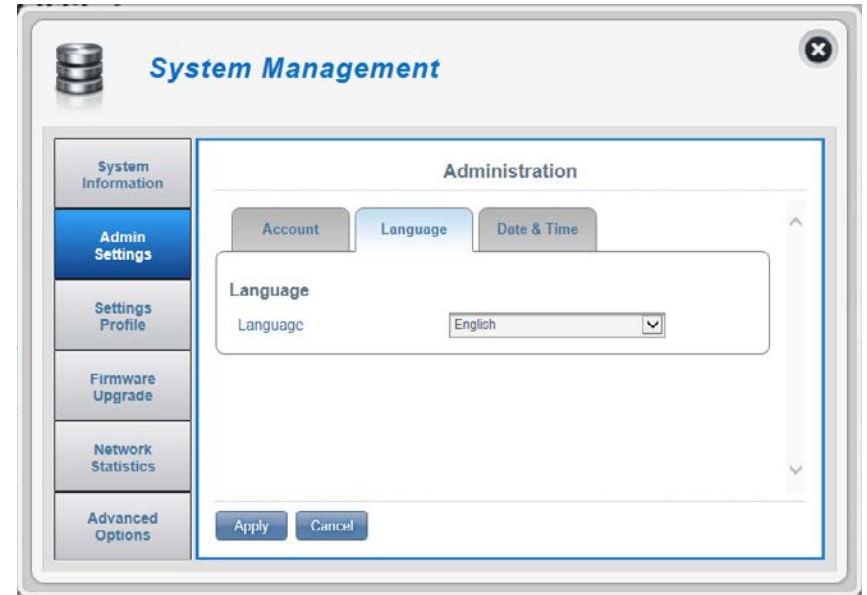 System Management
System
Information
Admin
Settings
Settings
Profile
Firmware
Upgrade
Network
Statistics
Advanced
Options
Administration
Account
Language
Date & Time
Language
Language
English
Apply
Cancel